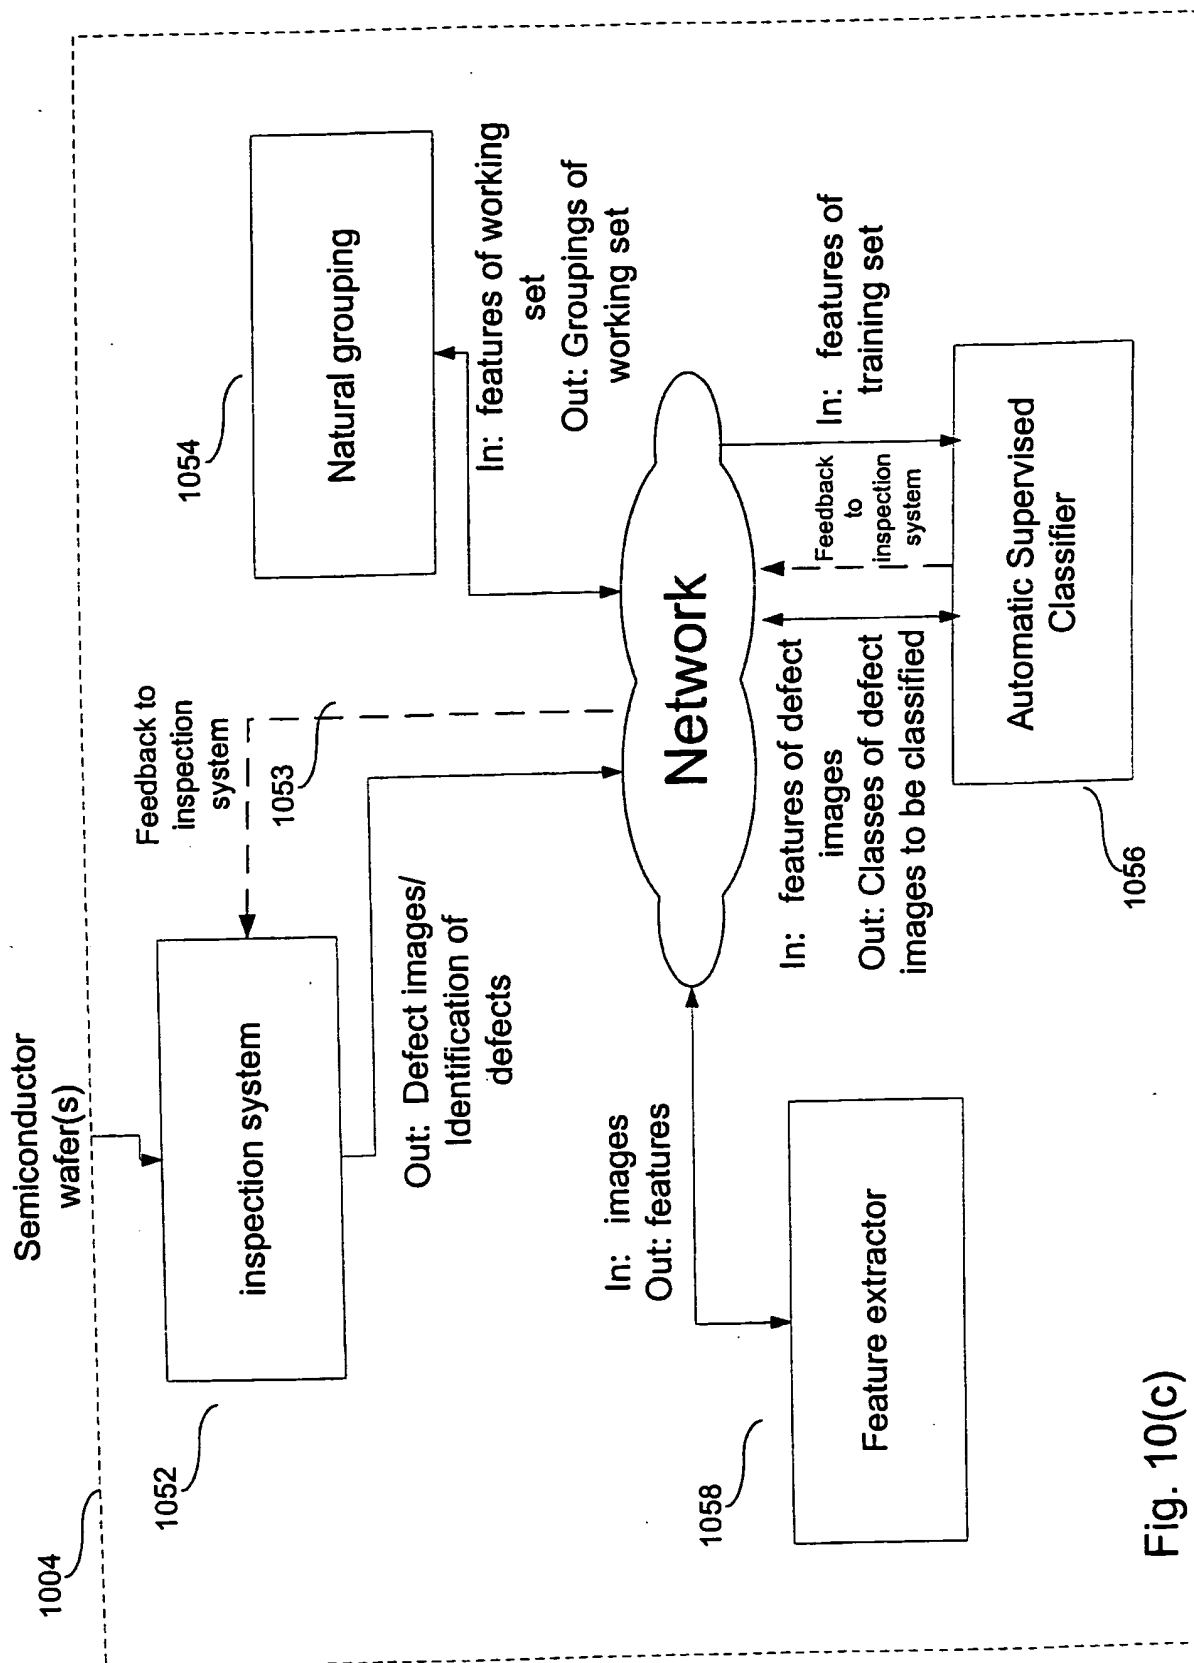 1004
Semiconductor
wafer(s)
1052
inspection system
Feedback to
inspection
system
1053
Out: Defect images/
Identification of
defects
1054
Natural grouping
In: features of working
set
Out: Groupings of
working set
Network
In: images
Out: features
1058
Feature extractor
In: features of defect
images
Out: Classes of defect
images to be classified
Feedback
to
inspection
system
In: features of
training set
1056
Automatic Supervised
Classifier
Fig. 10(c)